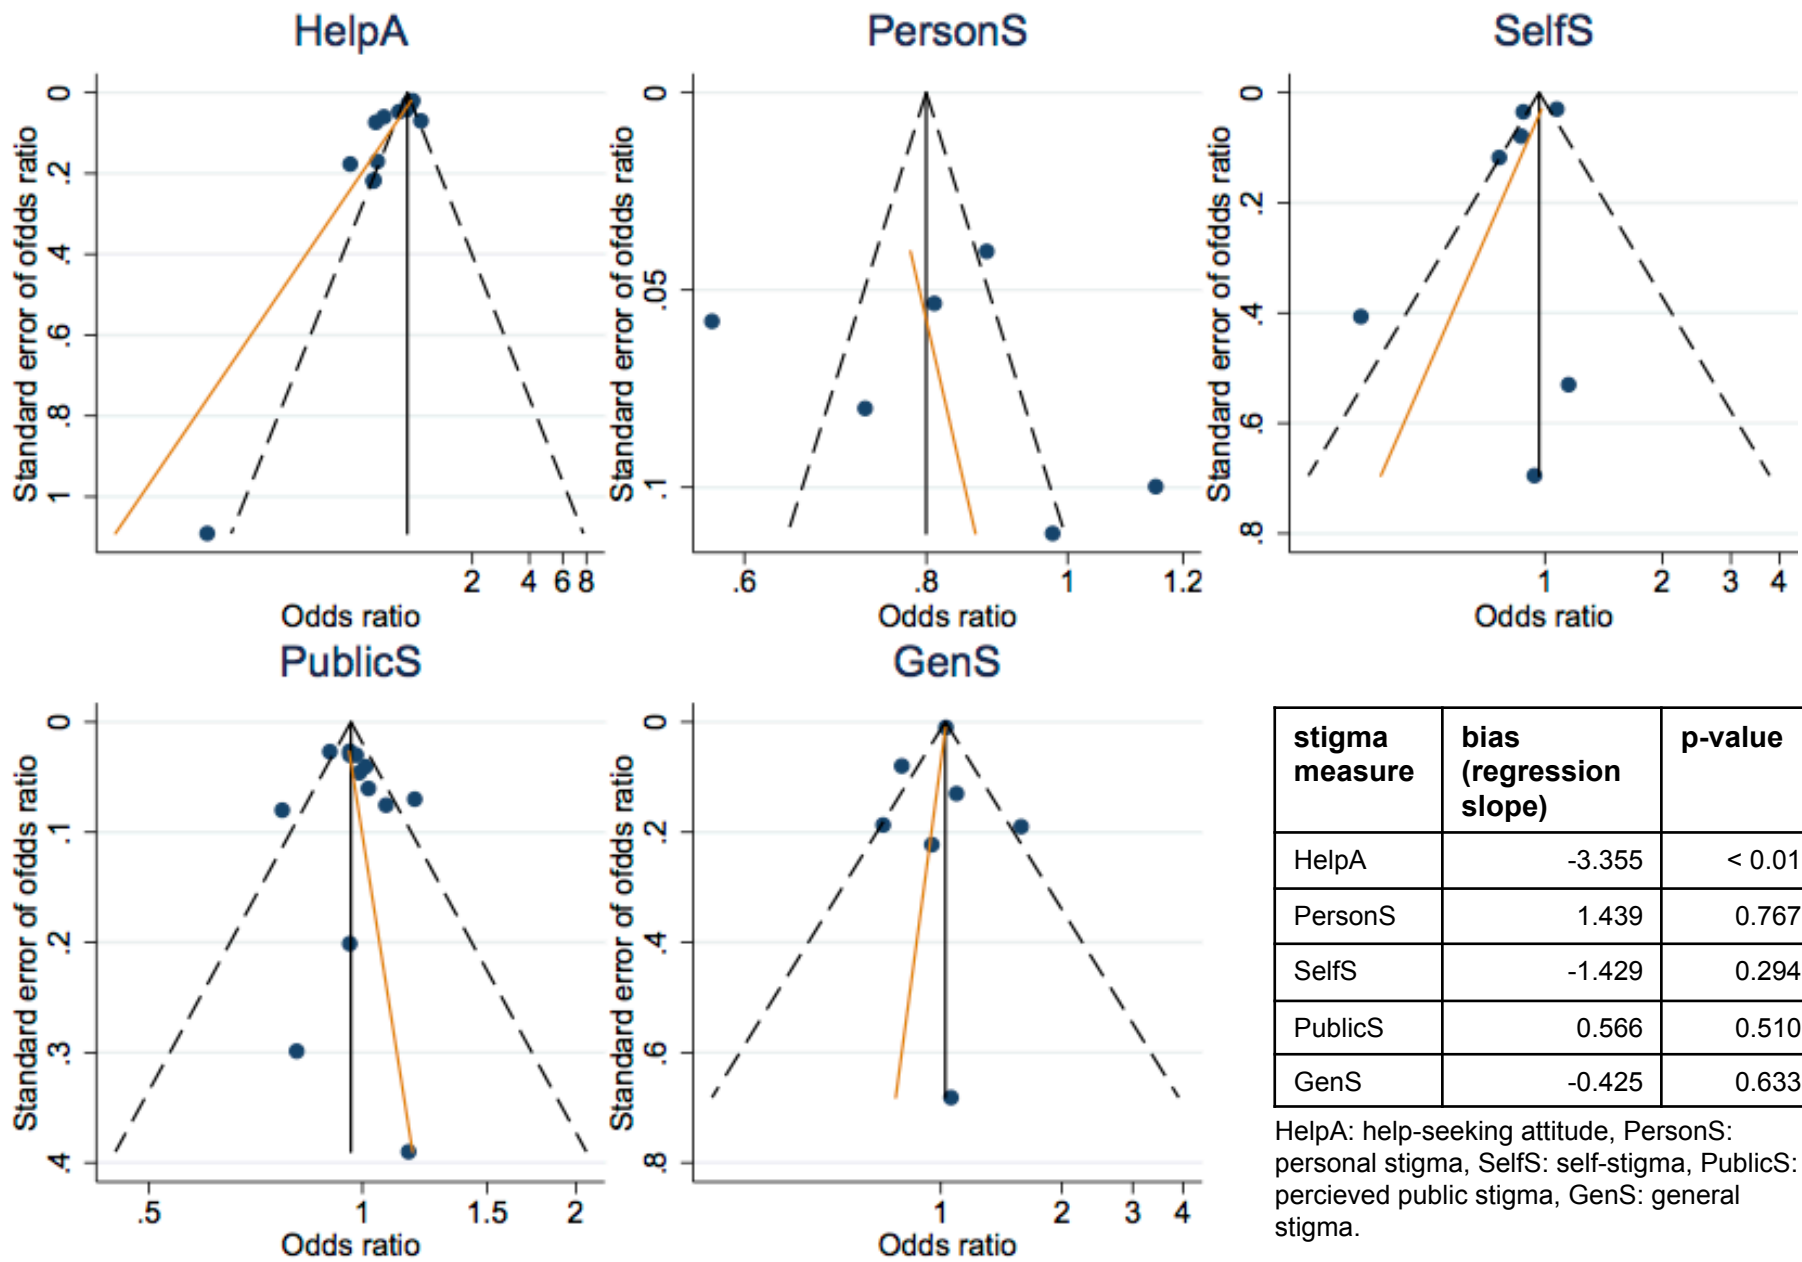 HelpA
Standard error of ofdds ratio
0
.2
.4
.6
.8
1
2 4 6 8
Odds ratio
PersonS
Standard error of ofdds ratio
0
.05
.1
.6 .8 1 1.2
Odds ratio
SelfS
Standard error of ofdds ratio
0
.2
.4
.6
.8
1 2 3 4
Odds ratio
PublicS
Standard error of ofdds ratio
0
.1
.2
.3
.4
.5 1 1.5 2
Odds ratio
GenS
Standard error of ofdds ratio
0
.2
.4
.6
.8
1 2 3 4
Odds ratio
stigma measure bias (regression slope) p-value
HelpA -3.355 < 0.01
PersonS 1.439 0.767
SelfS -1.429 0.294
PublicS 0.566 0.510
GenS -0.425 0.633
HelpA: help-seeking attitude, PersonS:
personal stigma, SelfS: self-stigma, PublicS:
percieved public stigma, GenS: general
stigma.